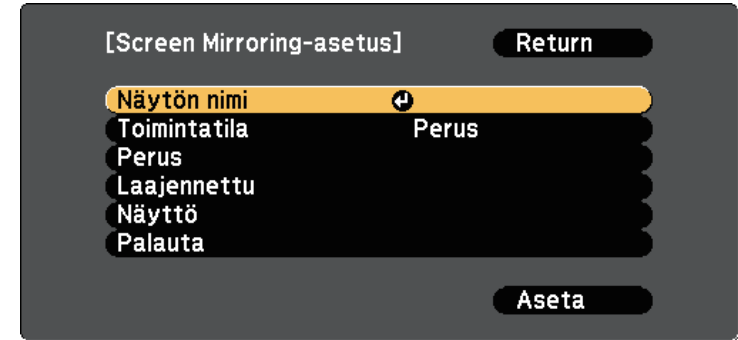 [Screen Mirroring-asetus] Return
Näytön nimi
Toimintatila Perus
Perus
Laajennettu
Näyttö
Palauta
Aseta